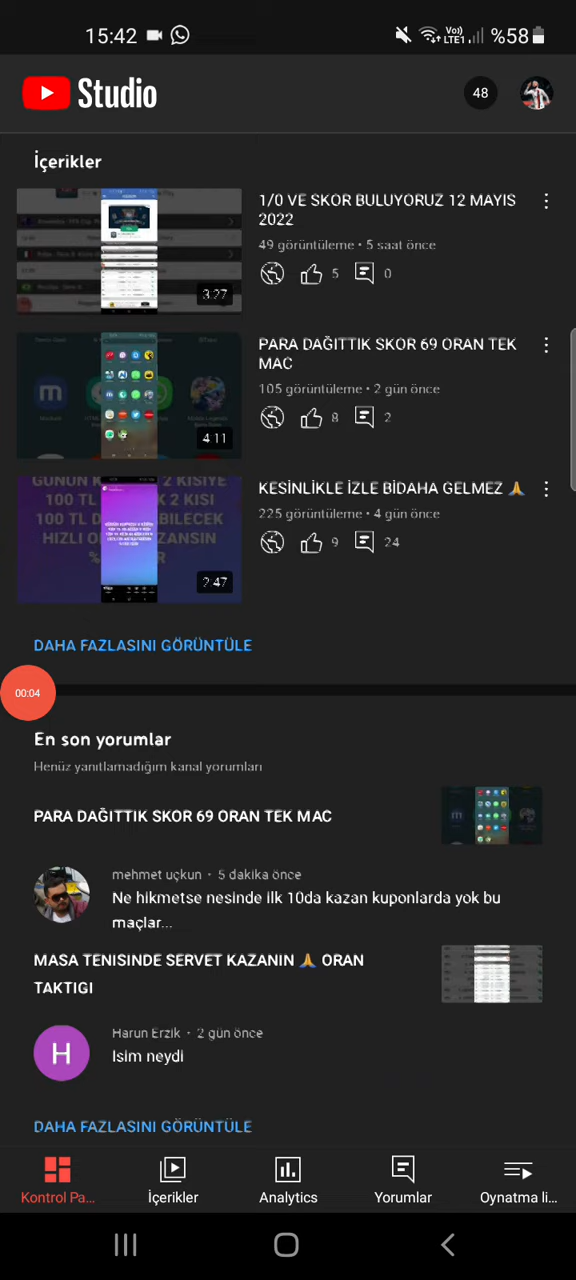 15:42
Vo))
LTE1
%58
Studio
48
İçerikler
1/0 VE SKOR BULUYORUZ 12 MAYIS
2022
49 görüntüleme • 5 saat önce
5
0
3:27
PARA DAĞITTIK SKOR 69 ORAN TEK
MAC
105 görüntüleme • 2 gün önce
8
2
4:11
KESİNLİKLE İZLE BİDAHA GELMEZ 🙏
225 görüntüleme • 4 gün önce
9
24
2:47
DAHA FAZLASINI GÖRÜNTÜLE
00:04
En son yorumlar
Henüz yanıtlamadığım kanal yorumları
PARA DAĞITTIK SKOR 69 ORAN TEK MAC
mehmet uçkun • 5 dakika önce
Ne hikmetse nesinde ilk 10da kazan kuponlarda yok bu
maçlar...
MASA TENISINDE SERVET KAZANIN 🙏 ORAN
TAKTIGI
H
Harun Erzik • 2 gün önce
Isim neydi
DAHA FAZLASINI GÖRÜNTÜLE
Kontrol Pa...
İçerikler
Analytics
Yorumlar
Oynatma li...